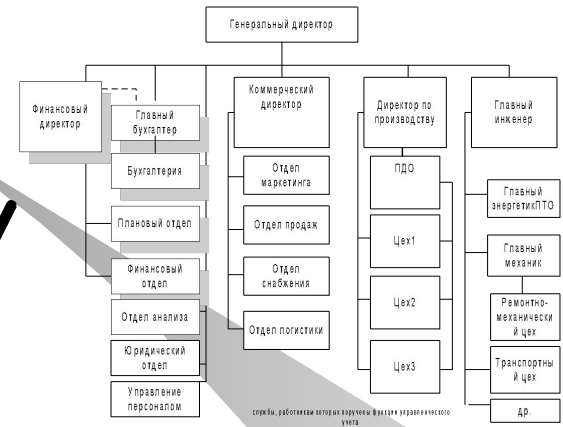 Генеральный директор
Финансовый
директор
Главный
бухгалтер
Бухгалтерия
Плановый отдел
Финансовый
отдел
Отдел анализа
Юридический
отдел
Управление
персоналом
Коммерческий
директор
Отдел
маркетинга
Отдел продаж
Отдел
снабжения
Отдел логистики
Директор по
производству
ПДО
Цех1
Цех2
Цех3
Главный
инженер
Главный
энергетикПТО
Главный
механик
Ремонтно-
механически
й цех
Транспортны
й цех
др.
службы, работникам которых поручены функции управленческого
учета